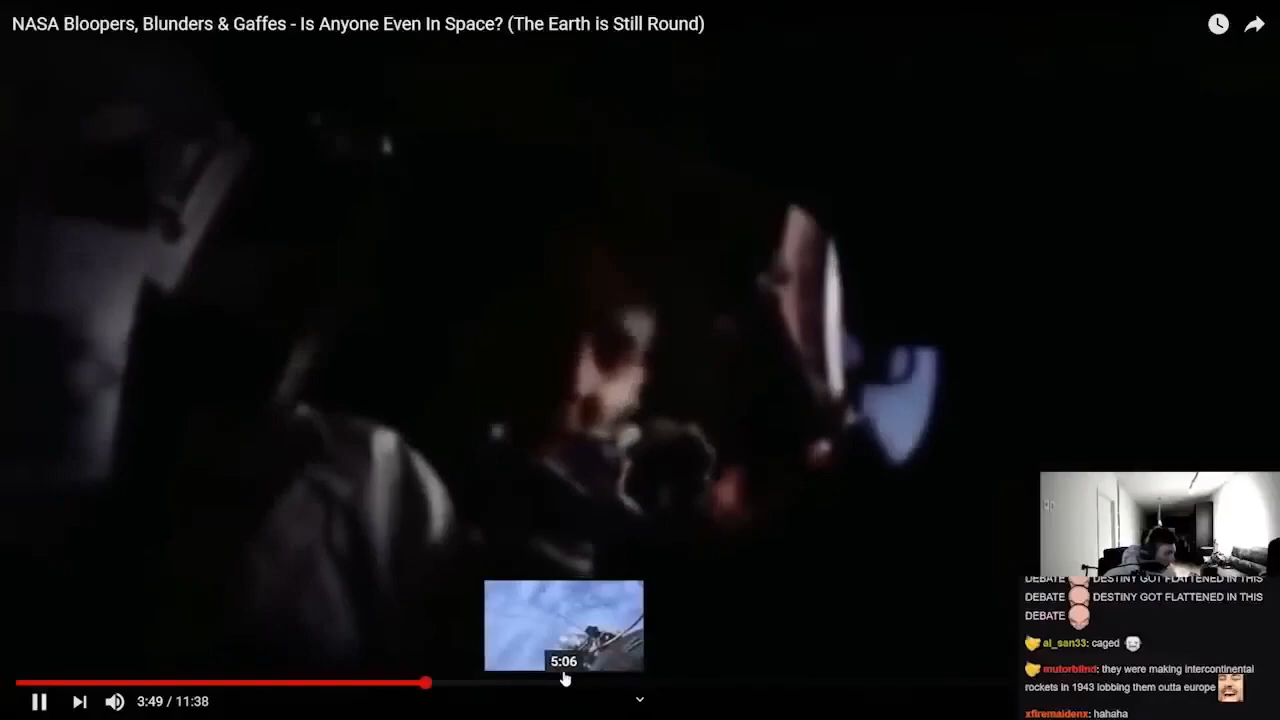 NASA Bloopers, Blunders & Gaffes - Is Anyone Even In Space? (The Earth is Still Round)
5:06
3:49 / 11:38
DEBATE DESTINY GOT FLATTENED IN THIS
DEBATE DESTINY GOT FLATTENED IN THIS
DEBATE
al_san33: caged
mutorblind: they were making intercontinental
rockets in 1943 lobbing them outta europe
xfiremaidenx: hahaha